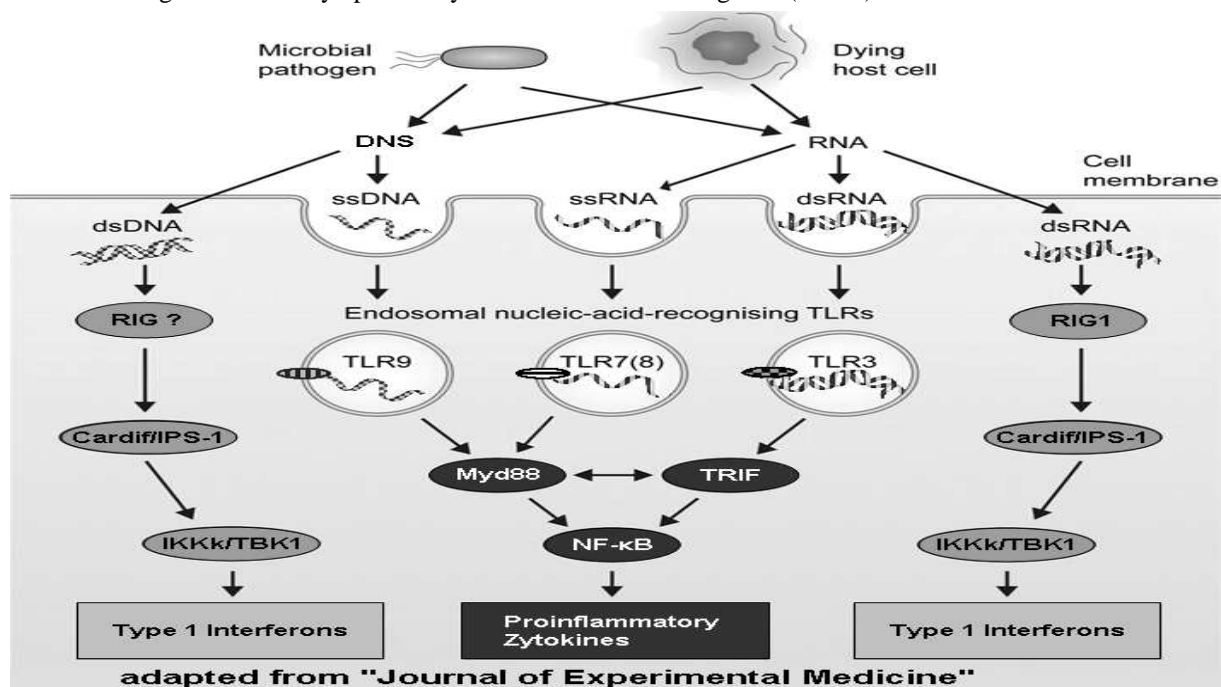 Microbial
pathogen
Dying
host cell
DNS
RNA
Cell
membrane
dsDNA
ssDNA
ssRNA
dsRNA
dsRNA
RIG ?
Endosomal nucleic-acid-recognising TLRs
RIG1
TLR9
TLR7(8)
TLR3
Cardif/IPS-1
Cardif/IPS-1
Myd88
TRIF
IKKk/TBK1
NF-κB
IKKk/TBK1
Type 1 Interferons
Proinflammatory
Zytokines
Type 1 Interferons
adapted from "Journal of Experimental Medicine"